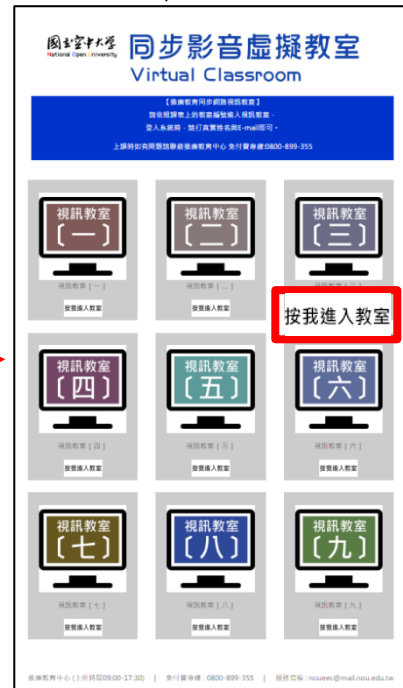 國立空中大學
National Open University
同步影音虛擬教室
Virtual Classroom
【推廣教育同步網路視訊教室】
請依照課表上的教室編號進入視訊教室，
登入系統時，請打真實姓名與E-mail即可。
上課時如有問題請聯絡推廣教育中心 免付費專線:0800-899-355
視訊教室
〔一〕
視訊教室
〔二〕
視訊教室
〔三〕
視訊教室 [ 一 ]
視訊教室 [ 二 ]
視訊教室 [ 三 ]
按我進入教室
按我進入教室
按我進入教室
視訊教室
〔四〕
視訊教室
〔五〕
視訊教室
〔六〕
視訊教室 [ 四 ]
視訊教室 [ 五 ]
視訊教室 [ 六 ]
按我進入教室
按我進入教室
按我進入教室
視訊教室
〔七〕
視訊教室
〔八〕
視訊教室
〔九〕
視訊教室 [ 七 ]
視訊教室 [ 八 ]
視訊教室 [ 九 ]
按我進入教室
按我進入教室
按我進入教室
推廣教育中心 (上班時間09:00-17:30) | 免付費專線 : 0800-899-355 | 服務信箱 : noueec@mail.nou.edu.tw